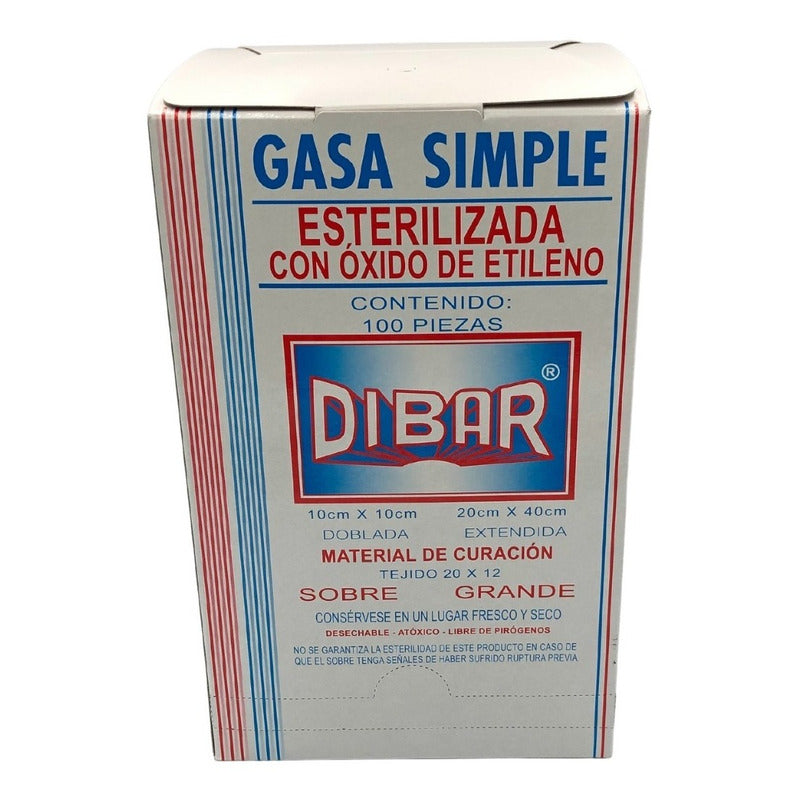 GASA SIMPLE
ESTERILIZADA
CON ÓXIDO DE ETILENO
CONTENIDO:
100 PIEZAS
DIBAR®
10cm X 10cm 20cm X 40cm
DOBLADA EXTENDIDA
MATERIAL DE CURACIÓN
TEJIDO 20 X 12
SOBRE GRANDE
CONSÉRVESE EN UN LUGAR FRESCO Y SECO
DESECHABLE - ATÓXICO - LIBRE DE PIRÓGENOS
NO SE GARANTIZA LA ESTERILIDAD DE ESTE PRODUCTO EN CASO DE
QUE EL SOBRE TENGA SEÑALES DE HABER SUFRIDO RUPTURA PREVIA